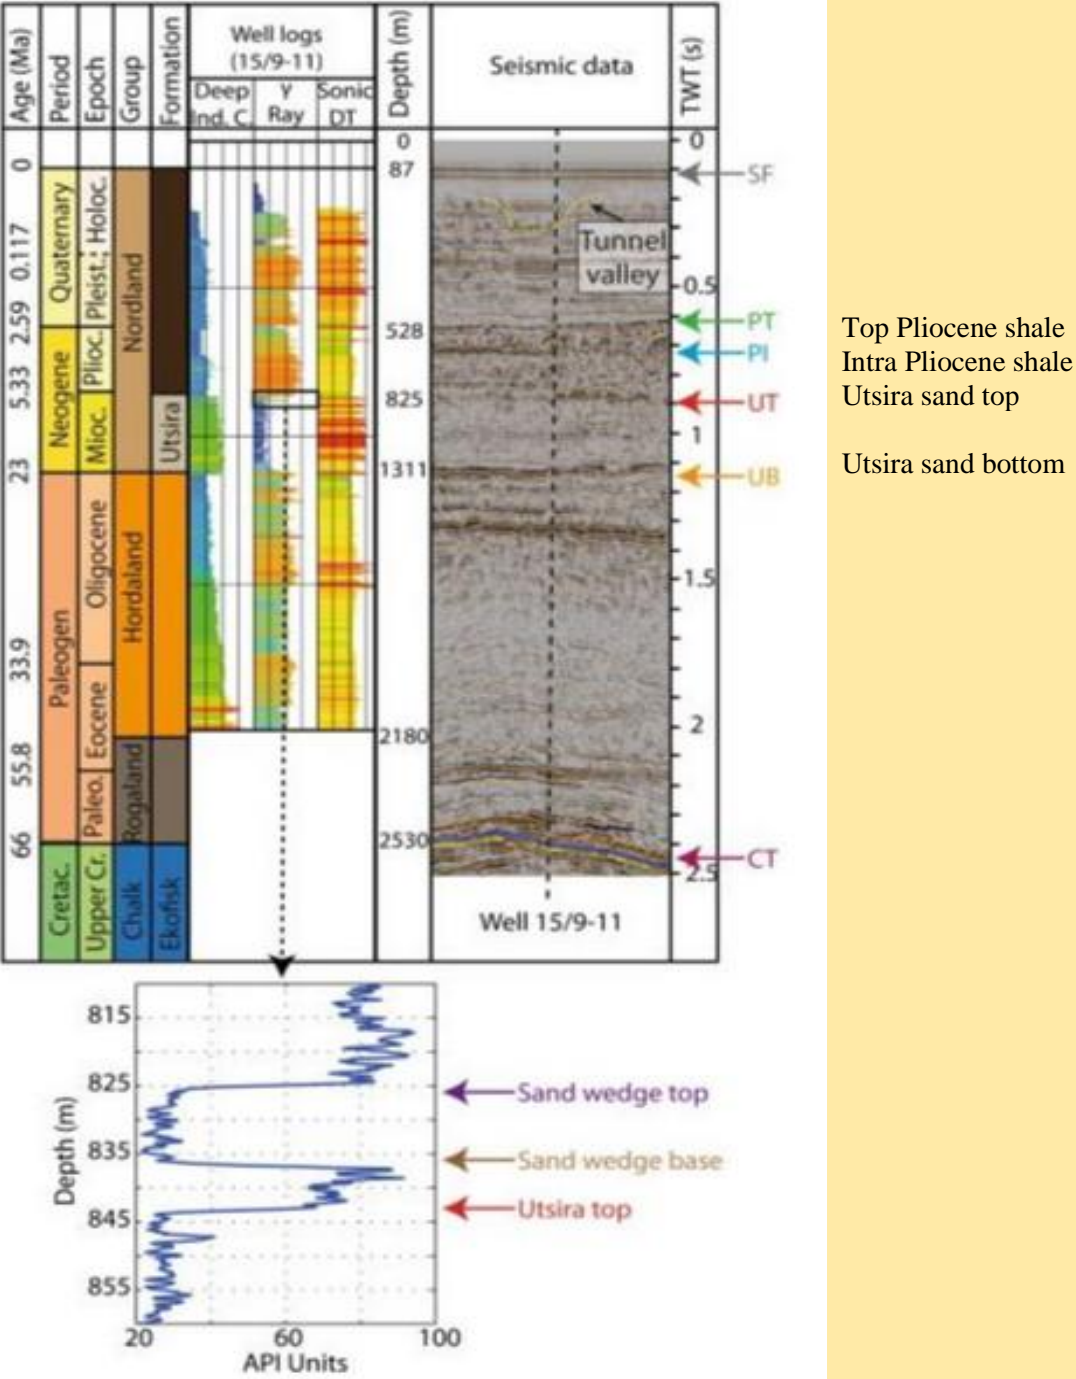 Age (Ma)
Period
Epoch
Group
Formation
Well logs
(15/9-11)
Deep
Ind. C.
γ
Ray
Sonic
DT
Depth (m)
Seismic data
TWT (s)
0
0.117
2.59
5.33
23
33.9
55.8
66
Quaternary
Neogene
Paleogen
Cretac.
Pleist.; Holoc.
Plioc.
Mioc.
Oligocene
Eocene
Paleo.
Upper Cr.
Nordland
Hordaland
Rogaland
Chalk
Utsira
Ekofisk
0
87
528
825
1311
2180
2530
Tunnel
valley
Well 15/9-11
0
0.5
1
1.5
2
2.5
SF
PT
PI
UT
UB
CT
Top Pliocene shale
Intra Pliocene shale
Utsira sand top
Utsira sand bottom
Depth (m)
815
825
835
845
855
20 60 100
API Units
Sand wedge top
Sand wedge base
Utsira top